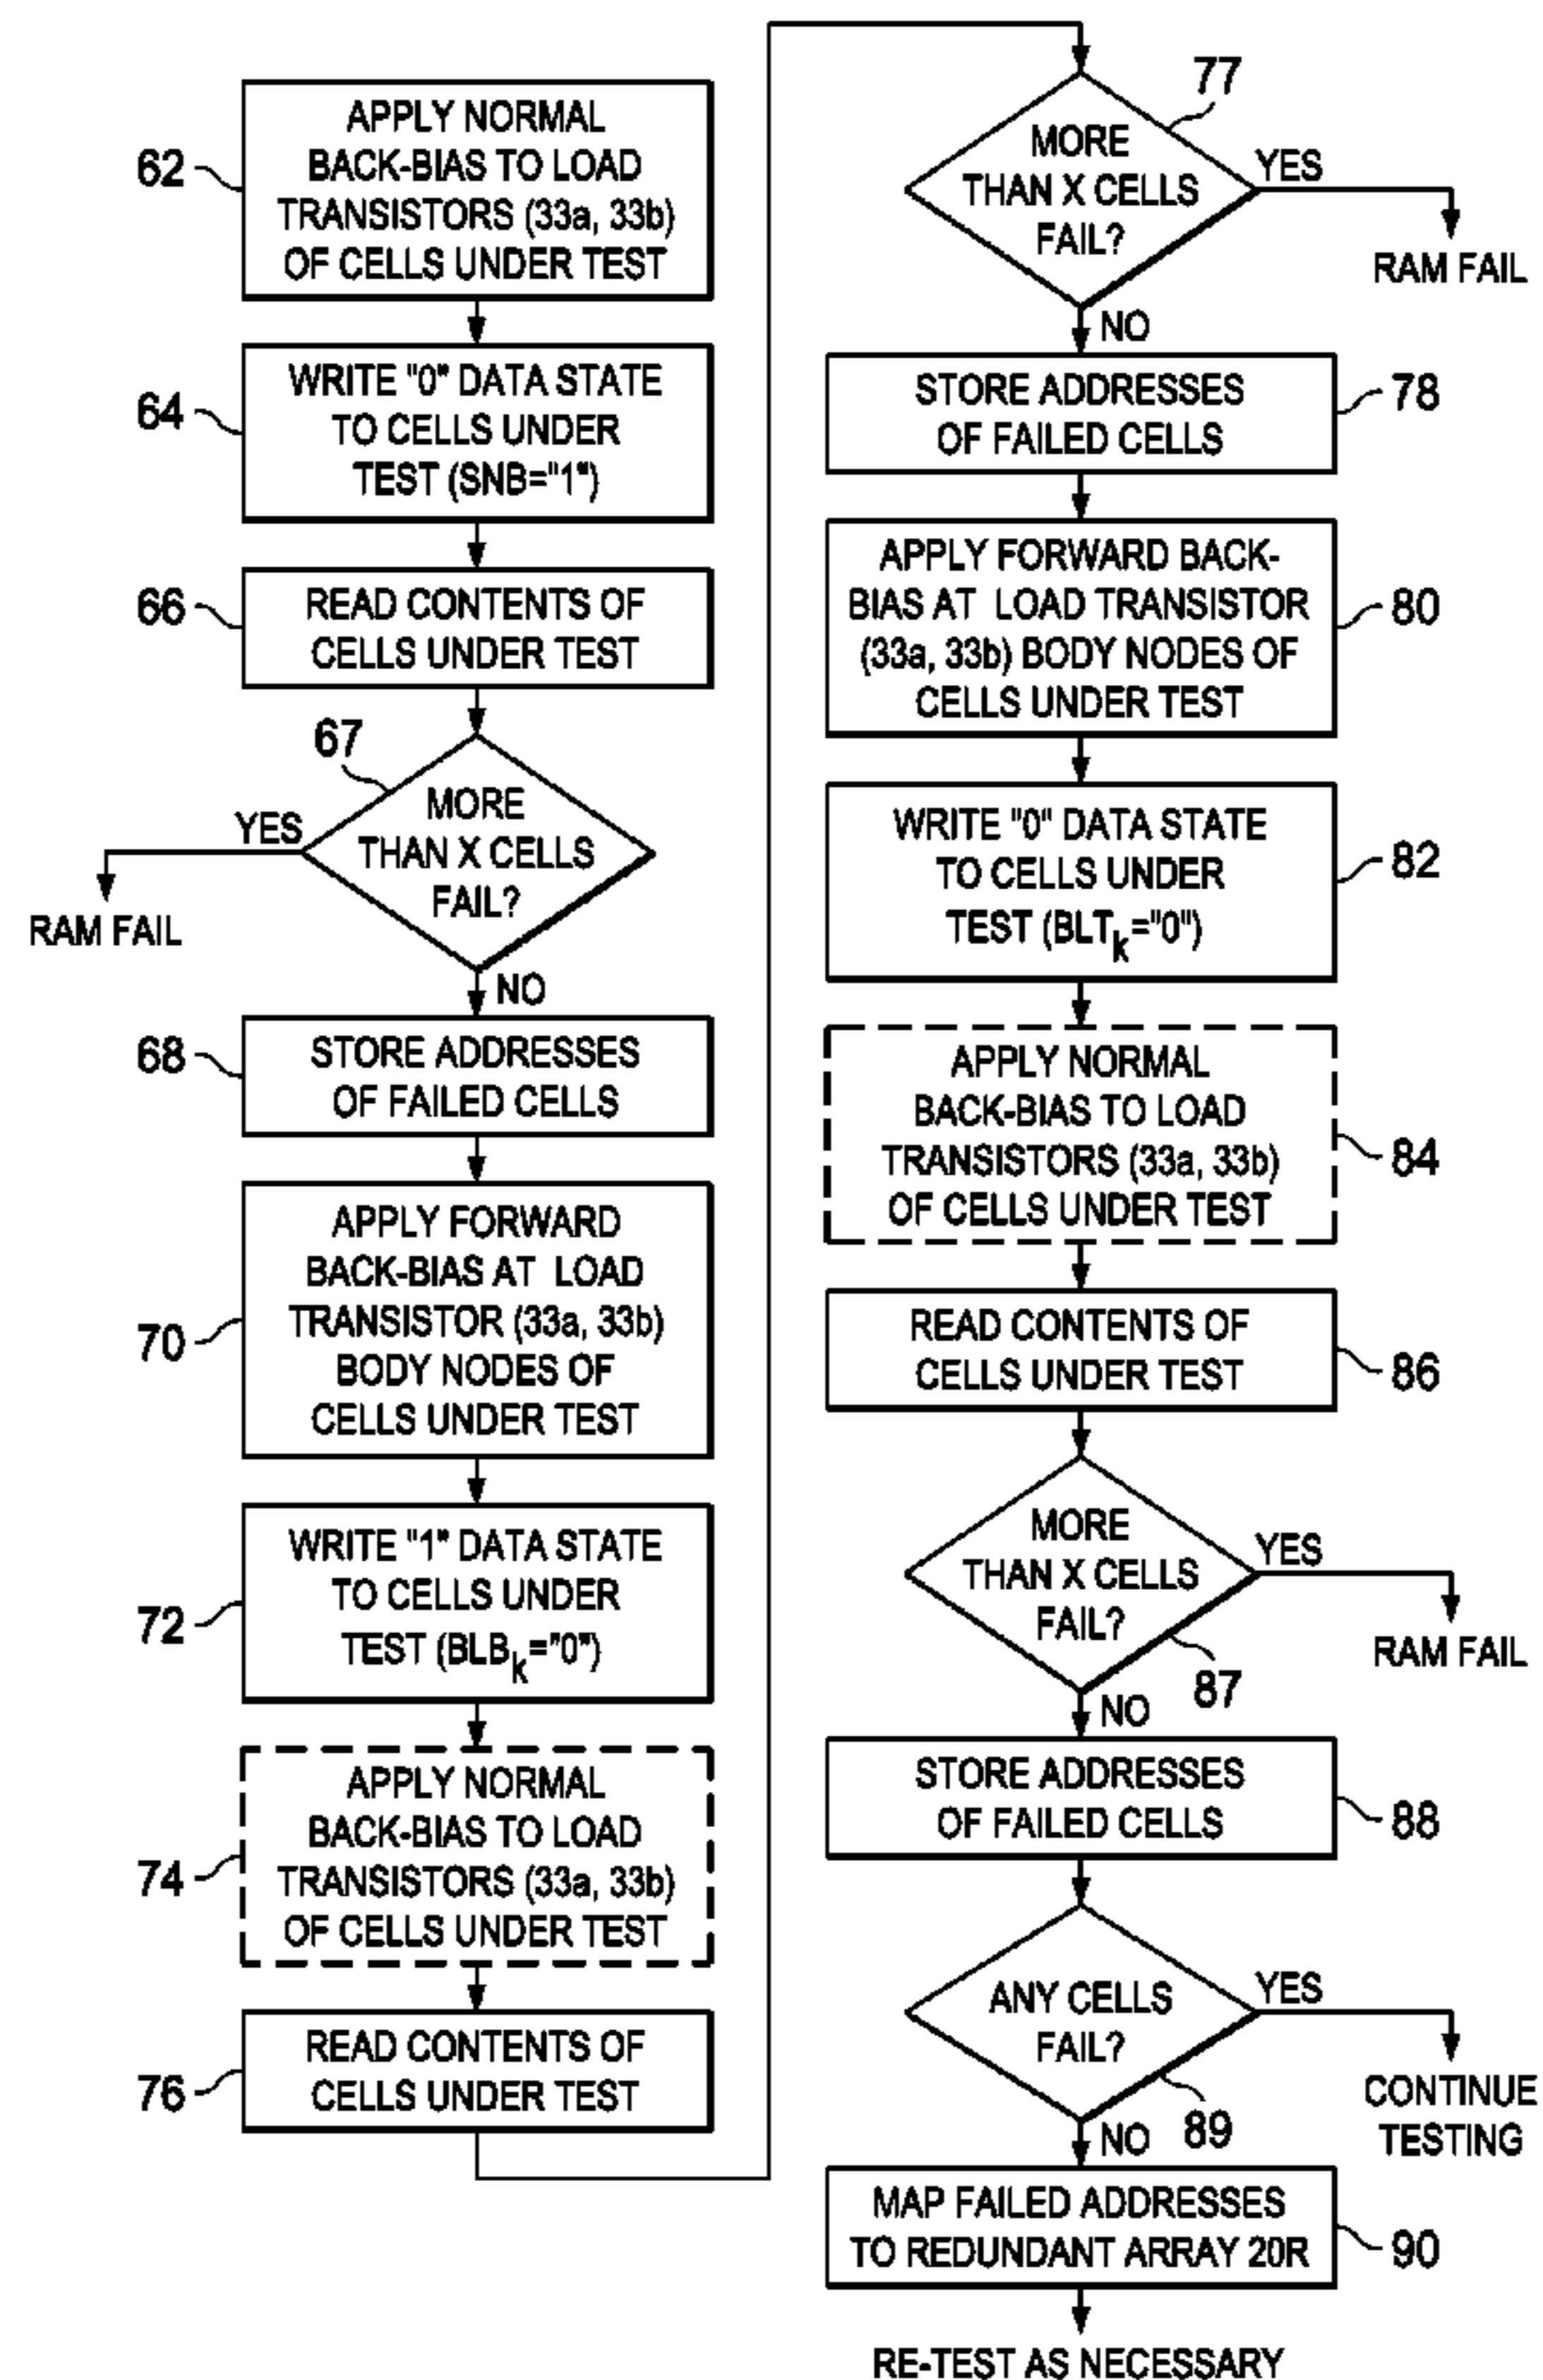 62
APPLY NORMAL
BACK-BIAS TO LOAD
TRANSISTORS (33a, 33b)
OF CELLS UNDER TEST
64
WRITE "0" DATA STATE
TO CELLS UNDER
TEST (SNB="1")
66
READ CONTENTS OF
CELLS UNDER TEST
67
MORE
THAN X CELLS
FAIL?
YES
RAM FAIL
NO
68
STORE ADDRESSES
OF FAILED CELLS
70
APPLY FORWARD
BACK-BIAS AT LOAD
TRANSISTOR (33a, 33b)
BODY NODES OF
CELLS UNDER TEST
72
WRITE "1" DATA STATE
TO CELLS UNDER
TEST (BLBk="0")
74
APPLY NORMAL
BACK-BIAS TO LOAD
TRANSISTORS (33a, 33b)
OF CELLS UNDER TEST
76
READ CONTENTS OF
CELLS UNDER TEST
77
MORE
THAN X CELLS
FAIL?
YES
RAM FAIL
NO
STORE ADDRESSES
OF FAILED CELLS
78
APPLY FORWARD BACK-
BIAS AT LOAD TRANSISTOR
(33a, 33b) BODY NODES OF
CELLS UNDER TEST
80
WRITE "0" DATA STATE
TO CELLS UNDER
TEST (BLTk="0")
82
APPLY NORMAL
BACK-BIAS TO LOAD
TRANSISTORS (33a, 33b)
OF CELLS UNDER TEST
84
READ CONTENTS OF
CELLS UNDER TEST
86
MORE
THAN X CELLS
FAIL?
YES
RAM FAIL
87
NO
STORE ADDRESSES
OF FAILED CELLS
88
ANY CELLS
FAIL?
YES
CONTINUE
TESTING
89
NO
MAP FAILED ADDRESSES
TO REDUNDANT ARRAY 20R
90
RE-TEST AS NECESSARY